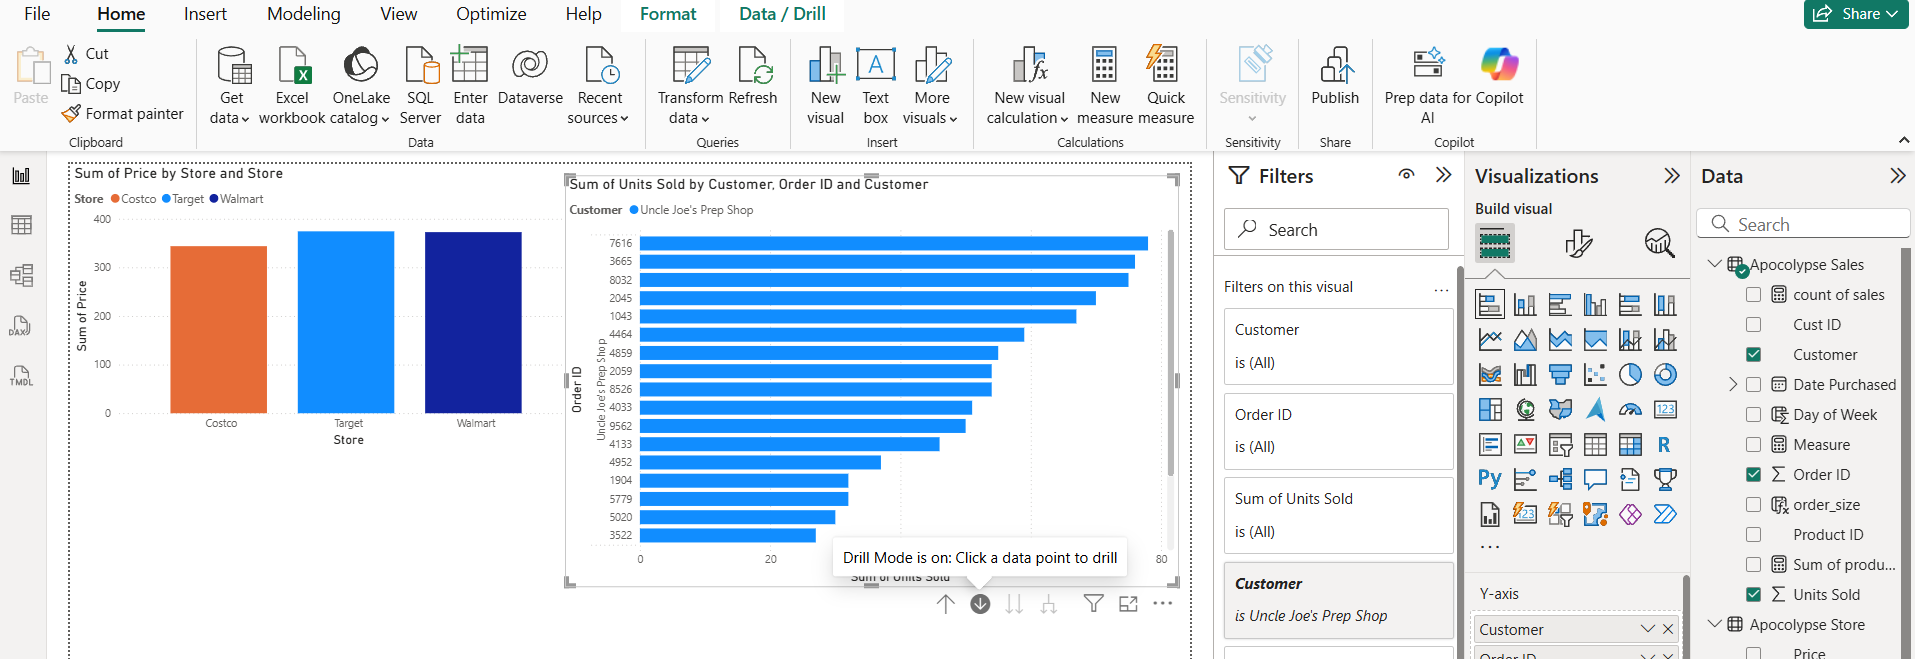 File
Home
Insert
Modeling
View
Optimize
Help
Format
Data / Drill
Share
Paste
Cut
Copy
Format painter
Clipboard
Get data
Excel workbook
OneLake catalog
SQL Server
Enter data
Dataverse
Recent sources
Data
Transform data
Refresh
Queries
New visual
Text box
More visuals
Insert
New visual calculation
New measure
Quick measure
Calculations
Sensitivity
Sensitivity
Publish
Share
Prep data for AI
Copilot
Copilot
DAX
TMDL
Sum of Price by Store and Store
Store Costco Target Walmart
400
300
200
100
0
Sum of Price
Costco
Target
Walmart
Store
Sum of Units Sold by Customer, Order ID and Customer
Customer Uncle Joe's Prep Shop
Order ID
Uncle Joe's Prep Shop
7616
3665
8032
2045
1043
4464
4859
2059
8526
4033
9562
4133
4952
1904
5779
5020
3522
0
20
80
Sum of Units Sold
Drill Mode is on: Click a data point to drill
Filters
Search
Filters on this visual
Customer
is (All)
Order ID
is (All)
Sum of Units Sold
is (All)
Customer
is Uncle Joe's Prep Shop
Visualizations
Build visual
123
R
Py
123
Y-axis
Customer
Order ID
Data
Search
Apocolypse Sales
count of sales
Cust ID
Customer
Date Purchased
Day of Week
Measure
Order ID
order_size
Product ID
Sum of produ...
Units Sold
Apocolypse Store
Price